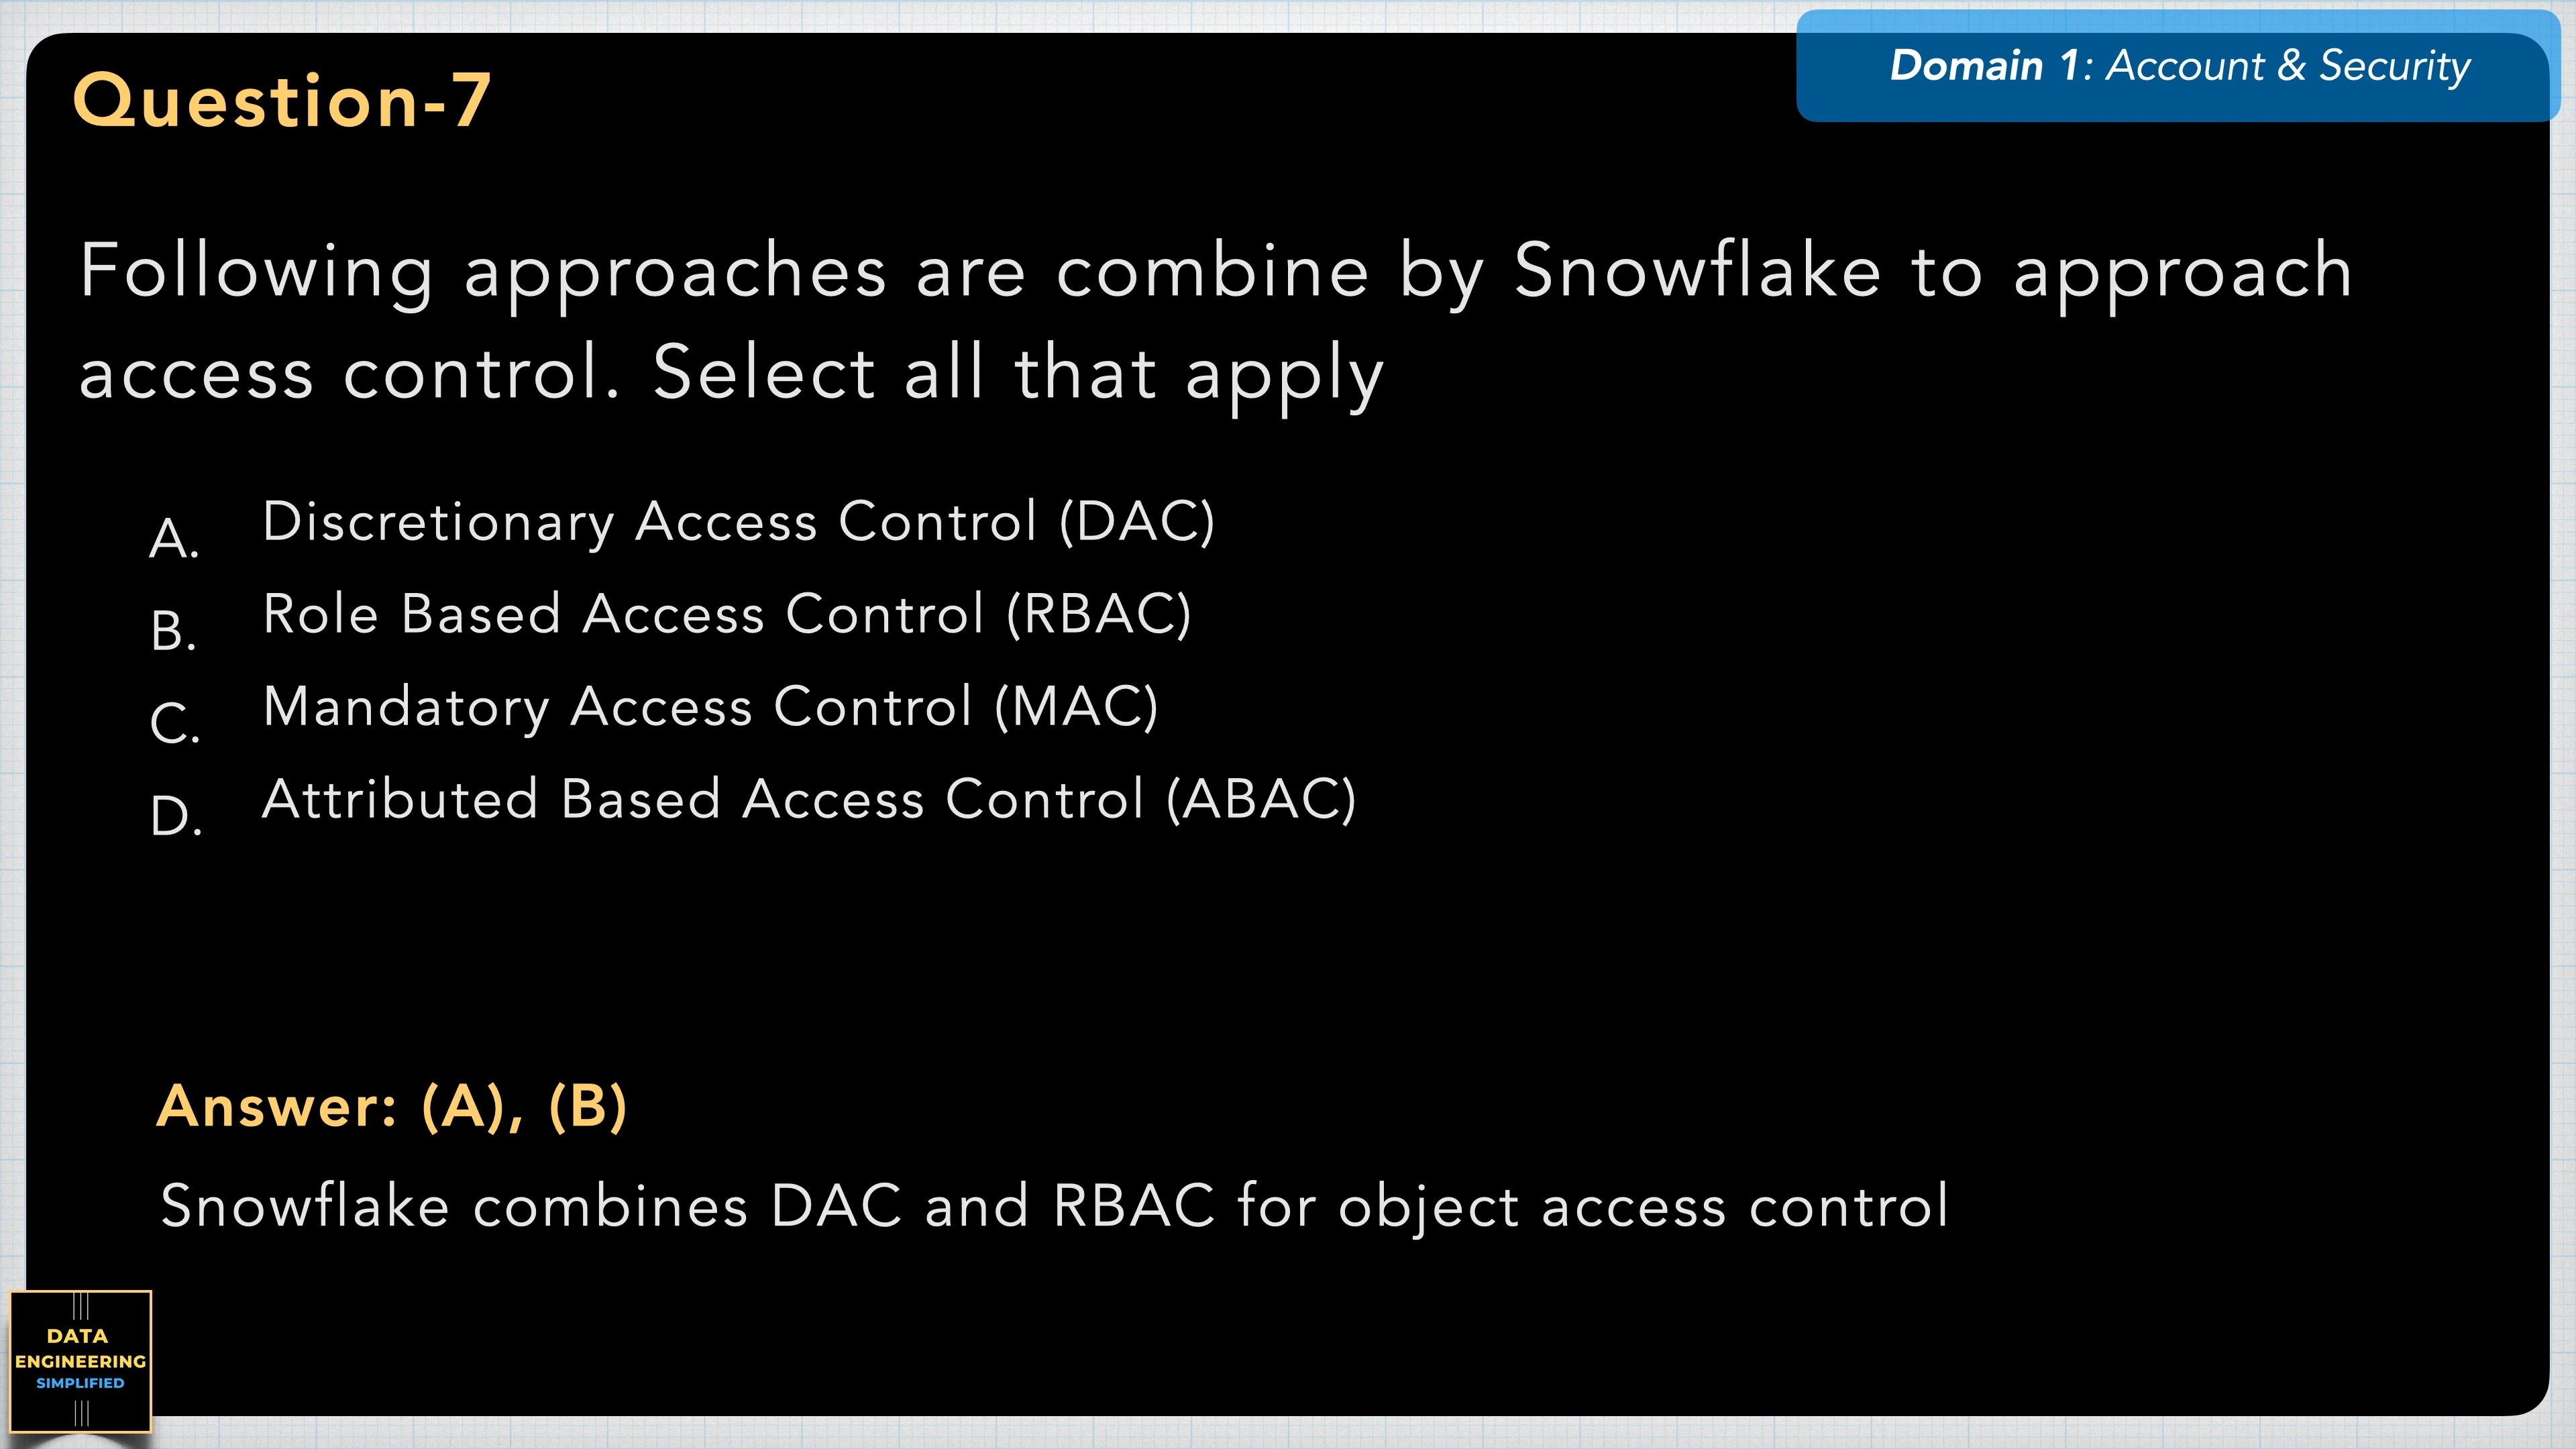 Domain 1: Account & Security
Question-7
Following approaches are combine by Snowflake to approach
access control. Select all that apply
A. Discretionary Access Control (DAC)
B. Role Based Access Control (RBAC)
C. Mandatory Access Control (MAC)
D. Attributed Based Access Control (ABAC)
Answer: (A), (B)
Snowflake combines DAC and RBAC for object access control
DATA
ENGINEERING
SIMPLIFIED